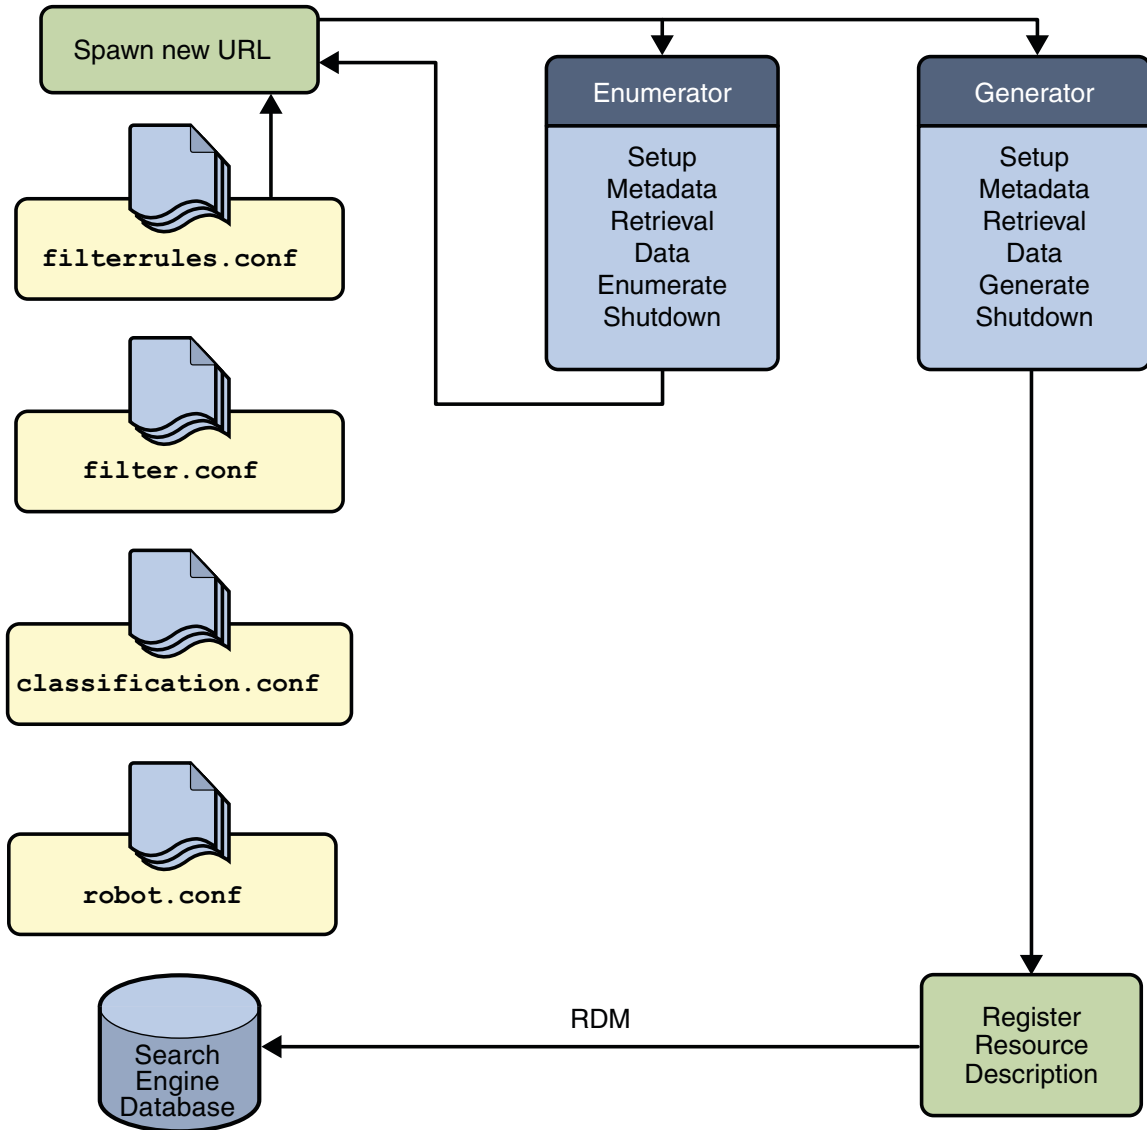 Spawn new URL
Enumerator
Setup
Metadata
Retrieval
Data
Enumerate
Shutdown
Generator
Setup
Metadata
Retrieval
Data
Generate
Shutdown
filterrules.conf
filter.conf
classification.conf
robot.conf
Search
Engine
Database
RDM
Register
Resource
Description